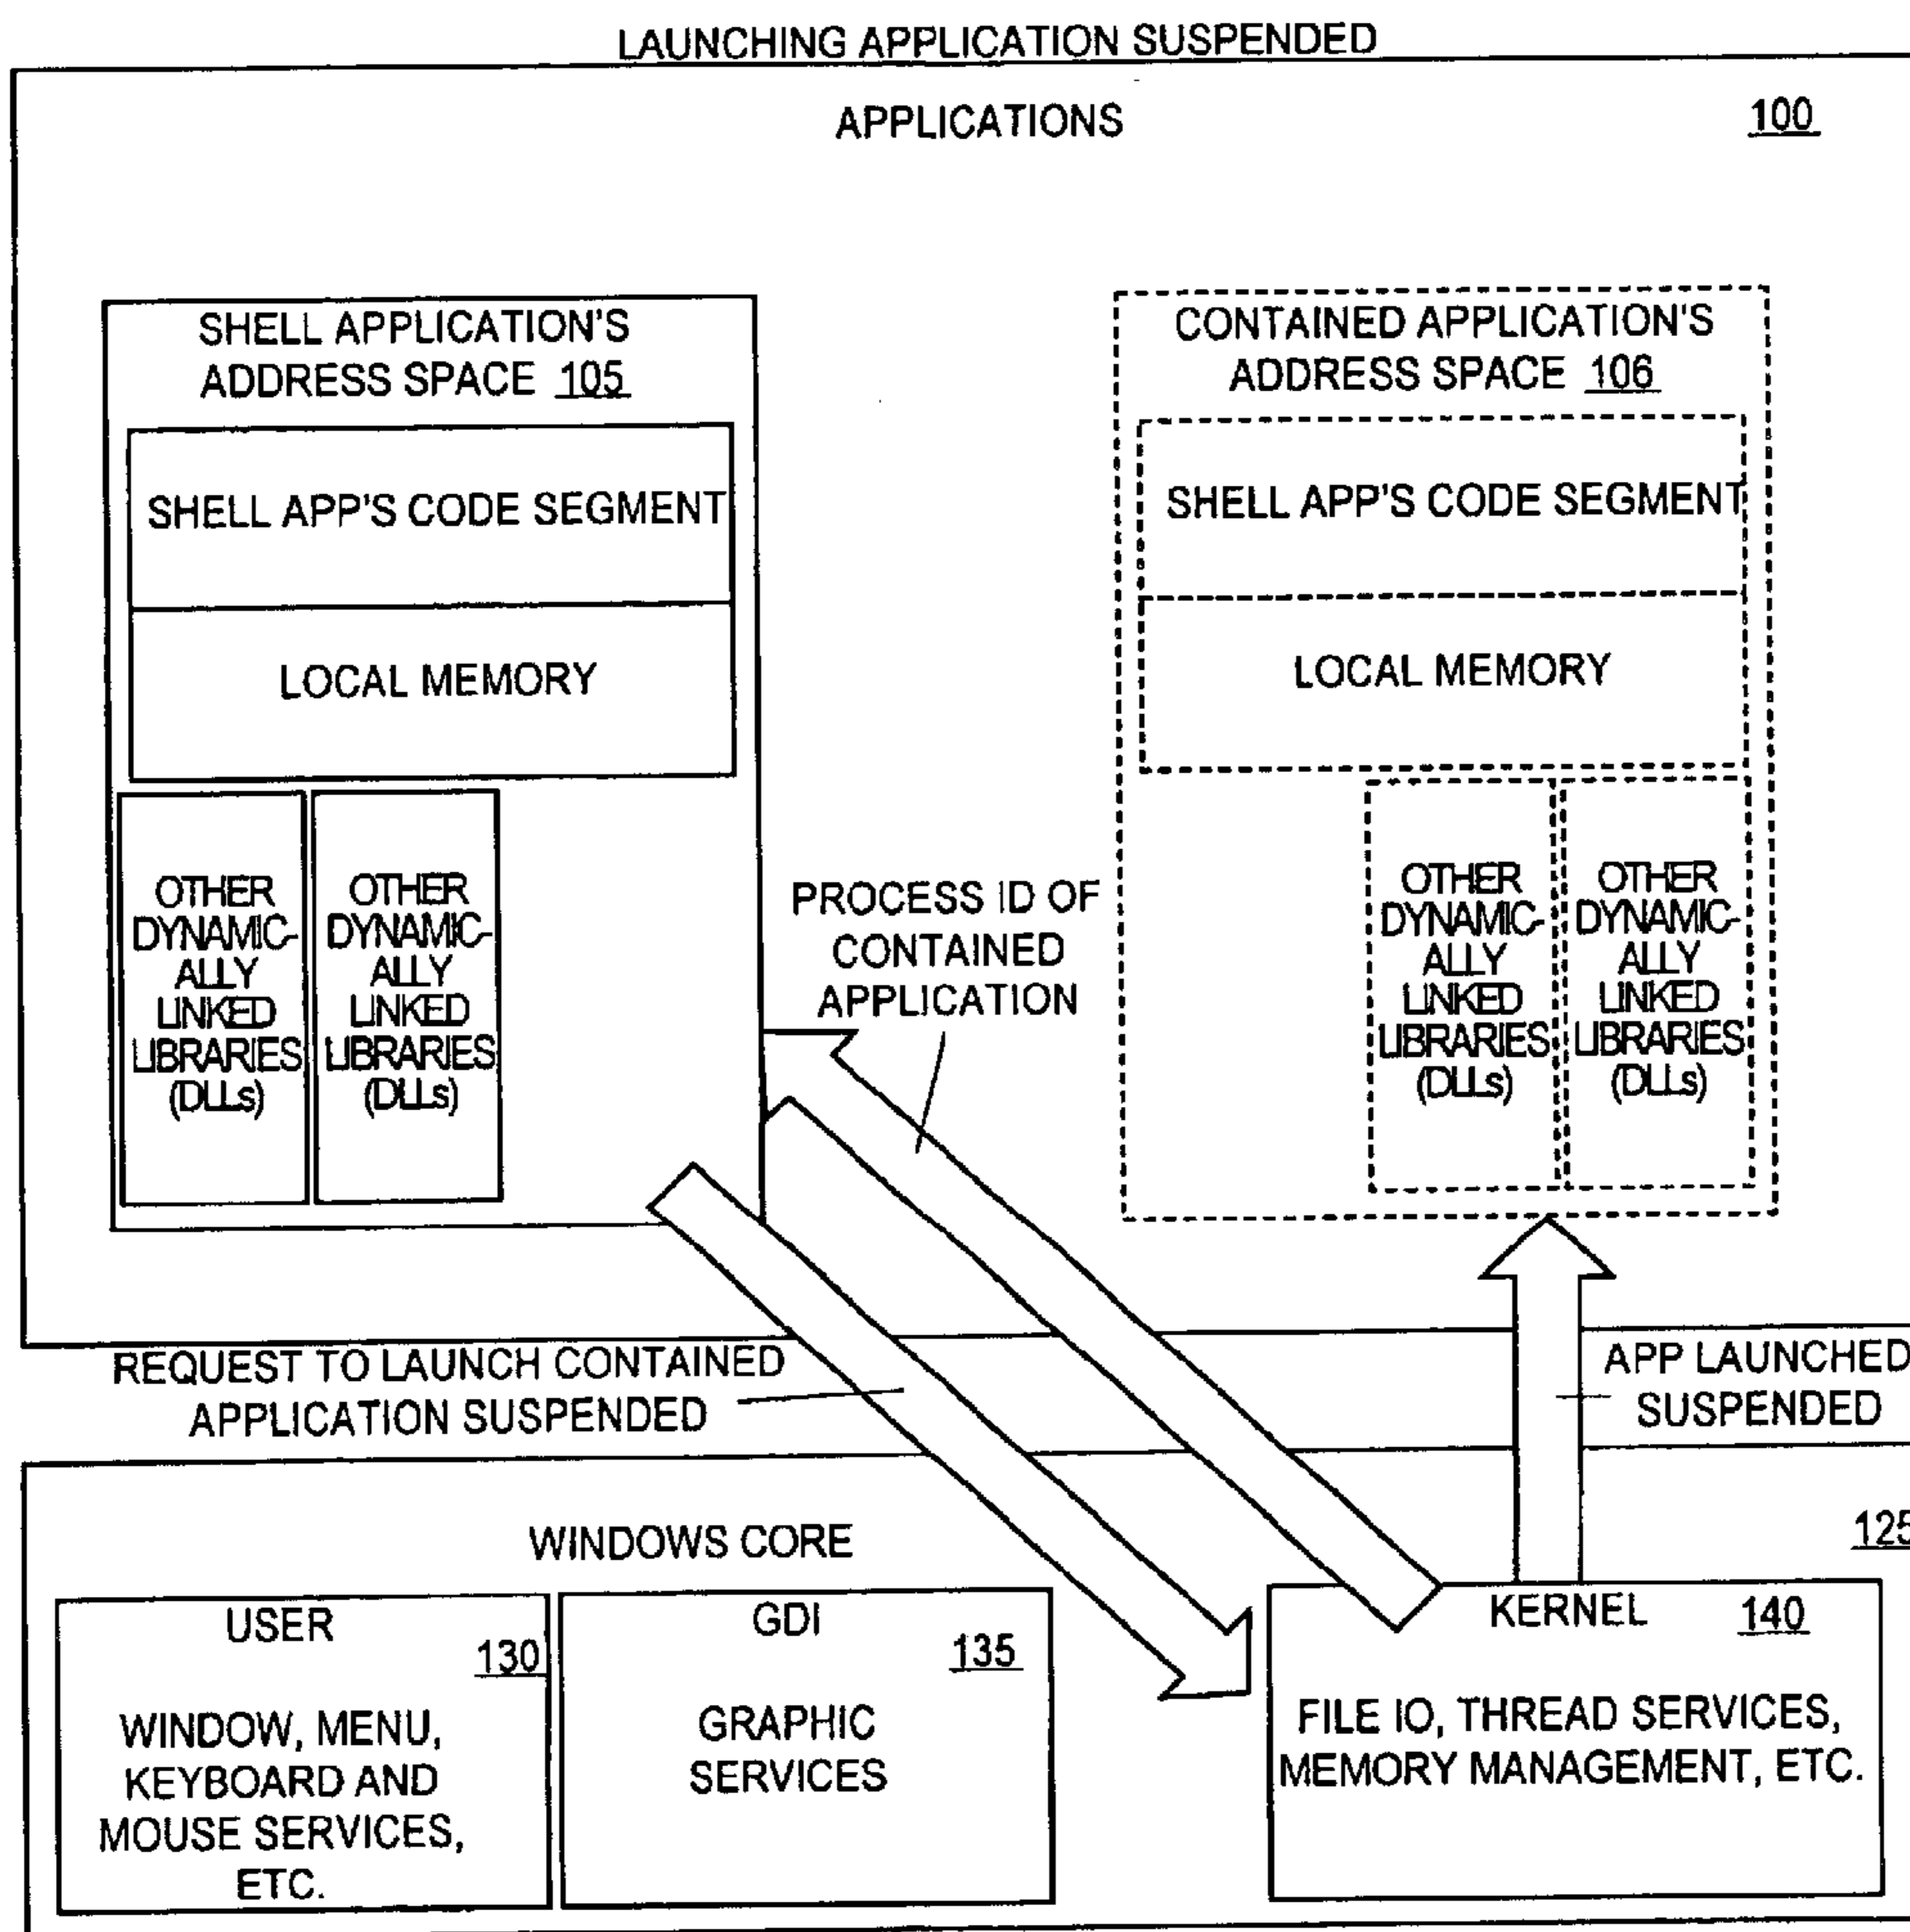 LAUNCHING APPLICATION SUSPENDED
APPLICATIONS 100
SHELL APPLICATION'S
ADDRESS SPACE 105
SHELL APP'S CODE SEGMENT
LOCAL MEMORY
OTHER
DYNAMIC-
ALLY
LINKED
LIBRARIES
(DLLs)
OTHER
DYNAMIC-
ALLY
LINKED
LIBRARIES
(DLLs)
CONTAINED APPLICATION'S
ADDRESS SPACE 106
SHELL APP'S CODE SEGMENT
LOCAL MEMORY
OTHER
DYNAMIC-
ALLY
LINKED
LIBRARIES
(DLLs)
OTHER
DYNAMIC-
ALLY
LINKED
LIBRARIES
(DLLs)
PROCESS ID OF
CONTAINED
APPLICATION
REQUEST TO LAUNCH CONTAINED
APPLICATION SUSPENDED
APP LAUNCHED
SUSPENDED
WINDOWS CORE 125
USER
130
WINDOW, MENU,
KEYBOARD AND
MOUSE SERVICES,
ETC.
GDI
135
GRAPHIC
SERVICES
KERNEL 140
FILE IO, THREAD SERVICES,
MEMORY MANAGEMENT, ETC.